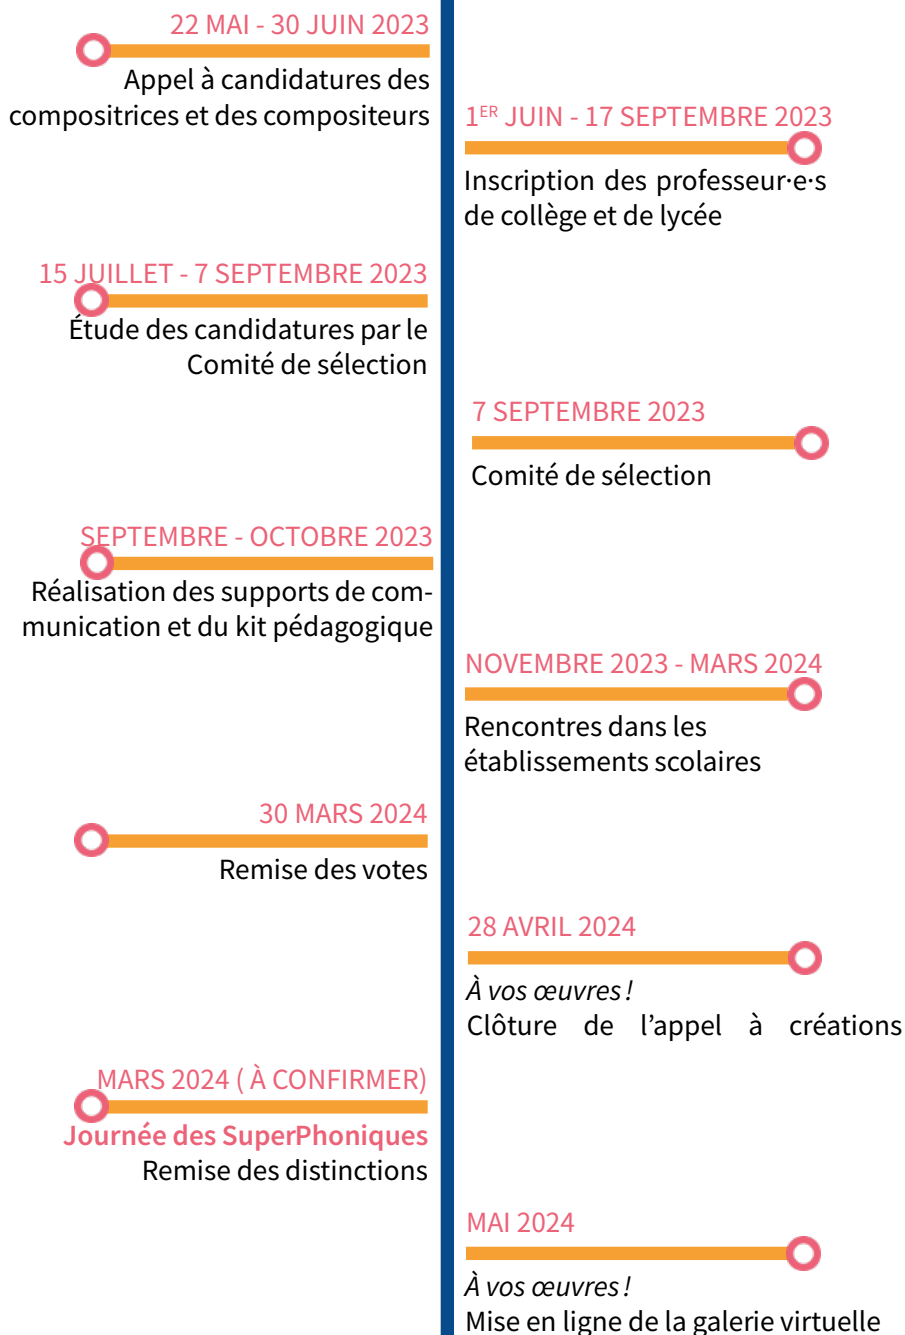 22 MAI - 30 JUIN 2023
Appel à candidatures des
compositrices et des compositeurs
1ER JUIN - 17 SEPTEMBRE 2023
Inscription des professeur·e·s
de collège et de lycée
15 JUILLET - 7 SEPTEMBRE 2023
Étude des candidatures par le
Comité de sélection
7 SEPTEMBRE 2023
Comité de sélection
SEPTEMBRE - OCTOBRE 2023
Réalisation des supports de com-
munication et du kit pédagogique
NOVEMBRE 2023 - MARS 2024
Rencontres dans les
établissements scolaires
30 MARS 2024
Remise des votes
28 AVRIL 2024
À vos œuvres !
Clôture de l’appel à créations
MARS 2024 ( À CONFIRMER)
Journée des SuperPhoniques
Remise des distinctions
MAI 2024
À vos œuvres !
Mise en ligne de la galerie virtuelle